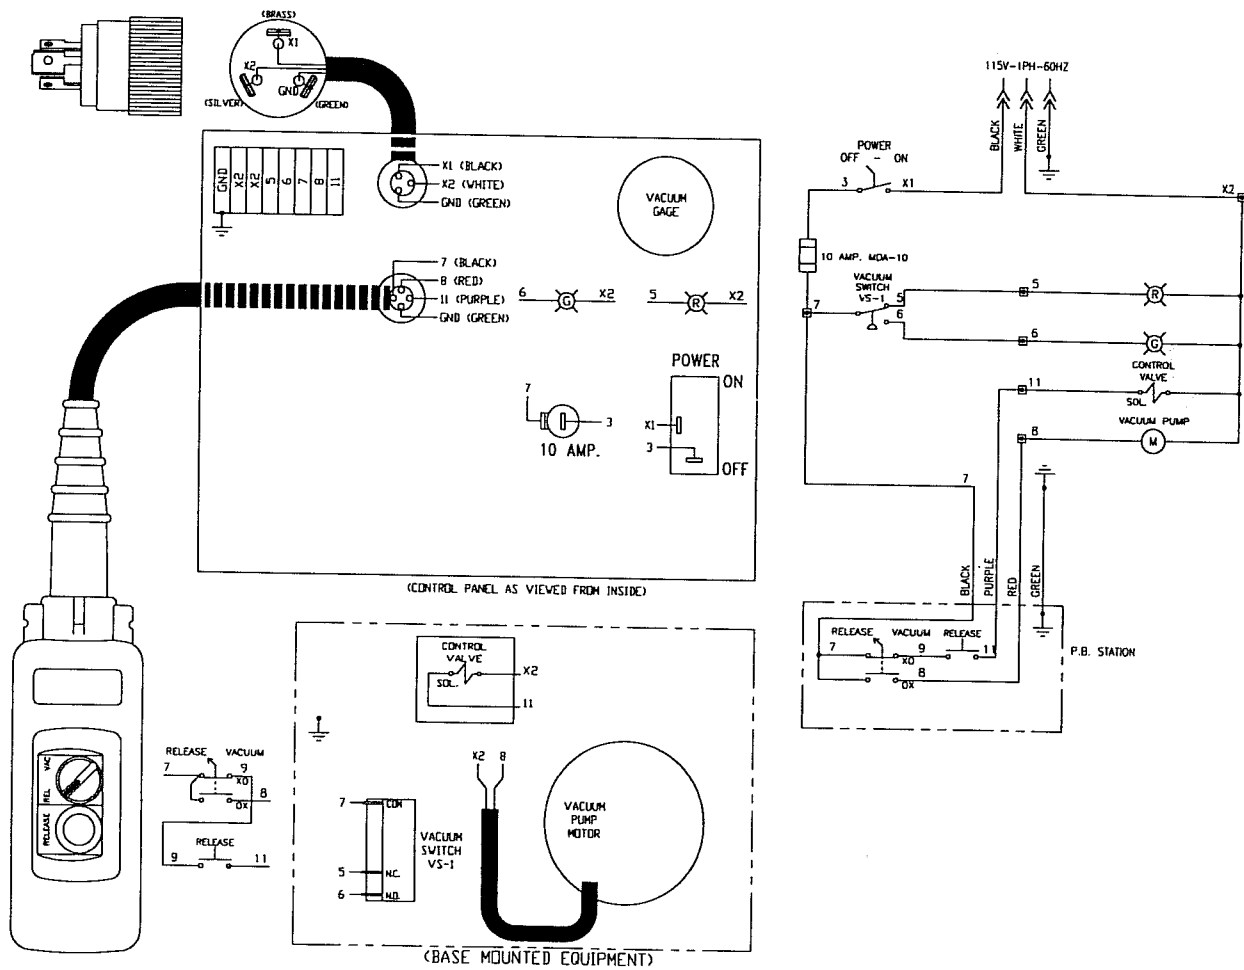 (BRASS)
X1
X2
GND
(SILVER)
(GREEN)
GND
X2
X2
5
6
7
8
11
X1 (BLACK)
X2 (WHITE)
GND (GREEN)
VACUUM
GAGE
7 (BLACK)
8 (RED)
11 (PURPLE)
GND (GREEN)
6
G
X2
5
R
X2
POWER
ON
X1
3
OFF
7
3
10 AMP.
(CONTROL PANEL AS VIEWED FROM INSIDE)
115V-1PH-60HZ
BLACK
WHITE
GREEN
POWER
OFF - ON
3
X1
X2
10 AMP. MDA-10
VACUUM
SWITCH
VS-1
7
5
6
5
R
6
G
CONTROL
VALVE
11
SOL.
VACUUM PUMP
8
M
7
BLACK
PURPLE
RED
GREEN
RELEASE
VACUUM
RELEASE
7
9
11
XO
8
OX
P.B. STATION
CONTROL
VALVE
SOL.
X2
11
X2
8
VACUUM
PUMP
MOTOR
7
COM
VACUUM
SWITCH
VS-1
5
N.C.
6
N.O.
(BASE MOUNTED EQUIPMENT)
VAC
REL
RELEASE
RELEASE
VACUUM
7
9
XO
8
OX
RELEASE
9
11